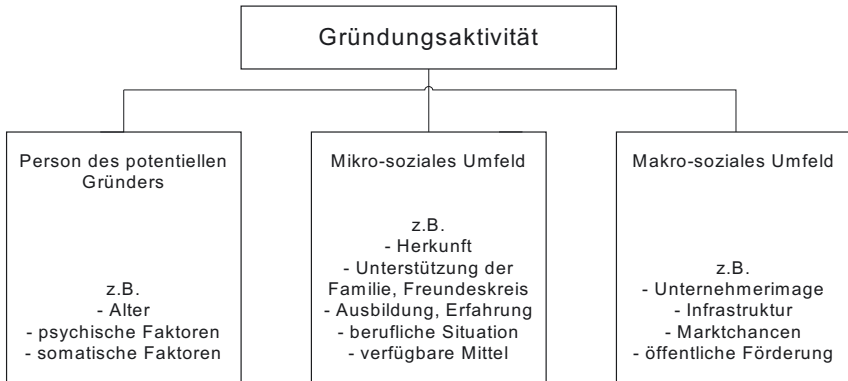 Gründungsaktivität
Person des potentiellen
Gründers
z.B.
- Alter
- psychische Faktoren
- somatische Faktoren
Mikro-soziales Umfeld
z.B.
- Herkunft
- Unterstützung der
Familie, Freundeskreis
- Ausbildung, Erfahrung
- berufliche Situation
- verfügbare Mittel
Makro-soziales Umfeld
z.B.
- Unternehmerimage
- Infrastruktur
- Marktchancen
- öffentliche Förderung